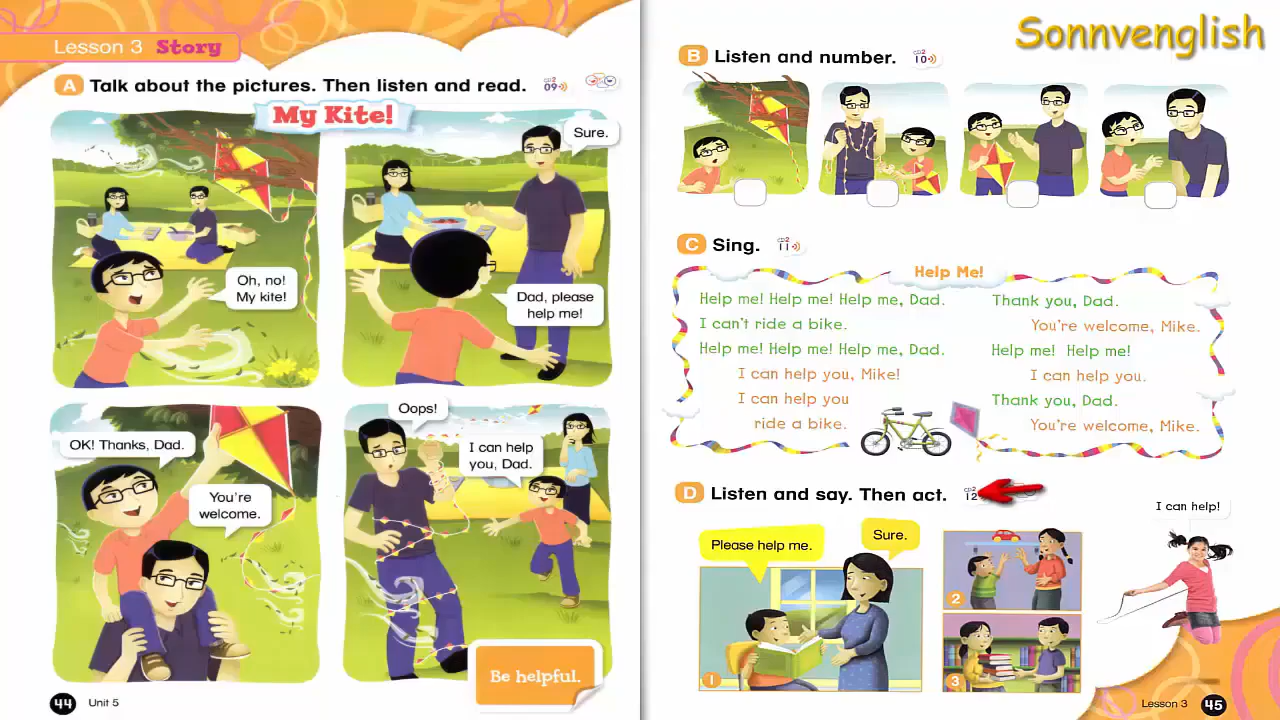 Lesson 3 Story
A Talk about the pictures. Then listen and read. CD2 09
My Kite!
Oh, no!
My kite!
Sure.
Dad, please
help me!
OK! Thanks, Dad.
You're
welcome.
Oops!
I can help
you, Dad.
Be helpful.
44 Unit 5
Sonnvenglish
B Listen and number. CD2 10
C Sing. CD2 11
Help Me!
Help me! Help me! Help me, Dad.
I can't ride a bike.
Help me! Help me! Help me, Dad.
I can help you, Mike!
I can help you
ride a bike.
Thank you, Dad.
You're welcome, Mike.
Help me! Help me!
I can help you.
Thank you, Dad.
You're welcome, Mike.
D Listen and say. Then act. CD2 12
Please help me.
Sure.
1
2
3
I can help!
Lesson 3 45